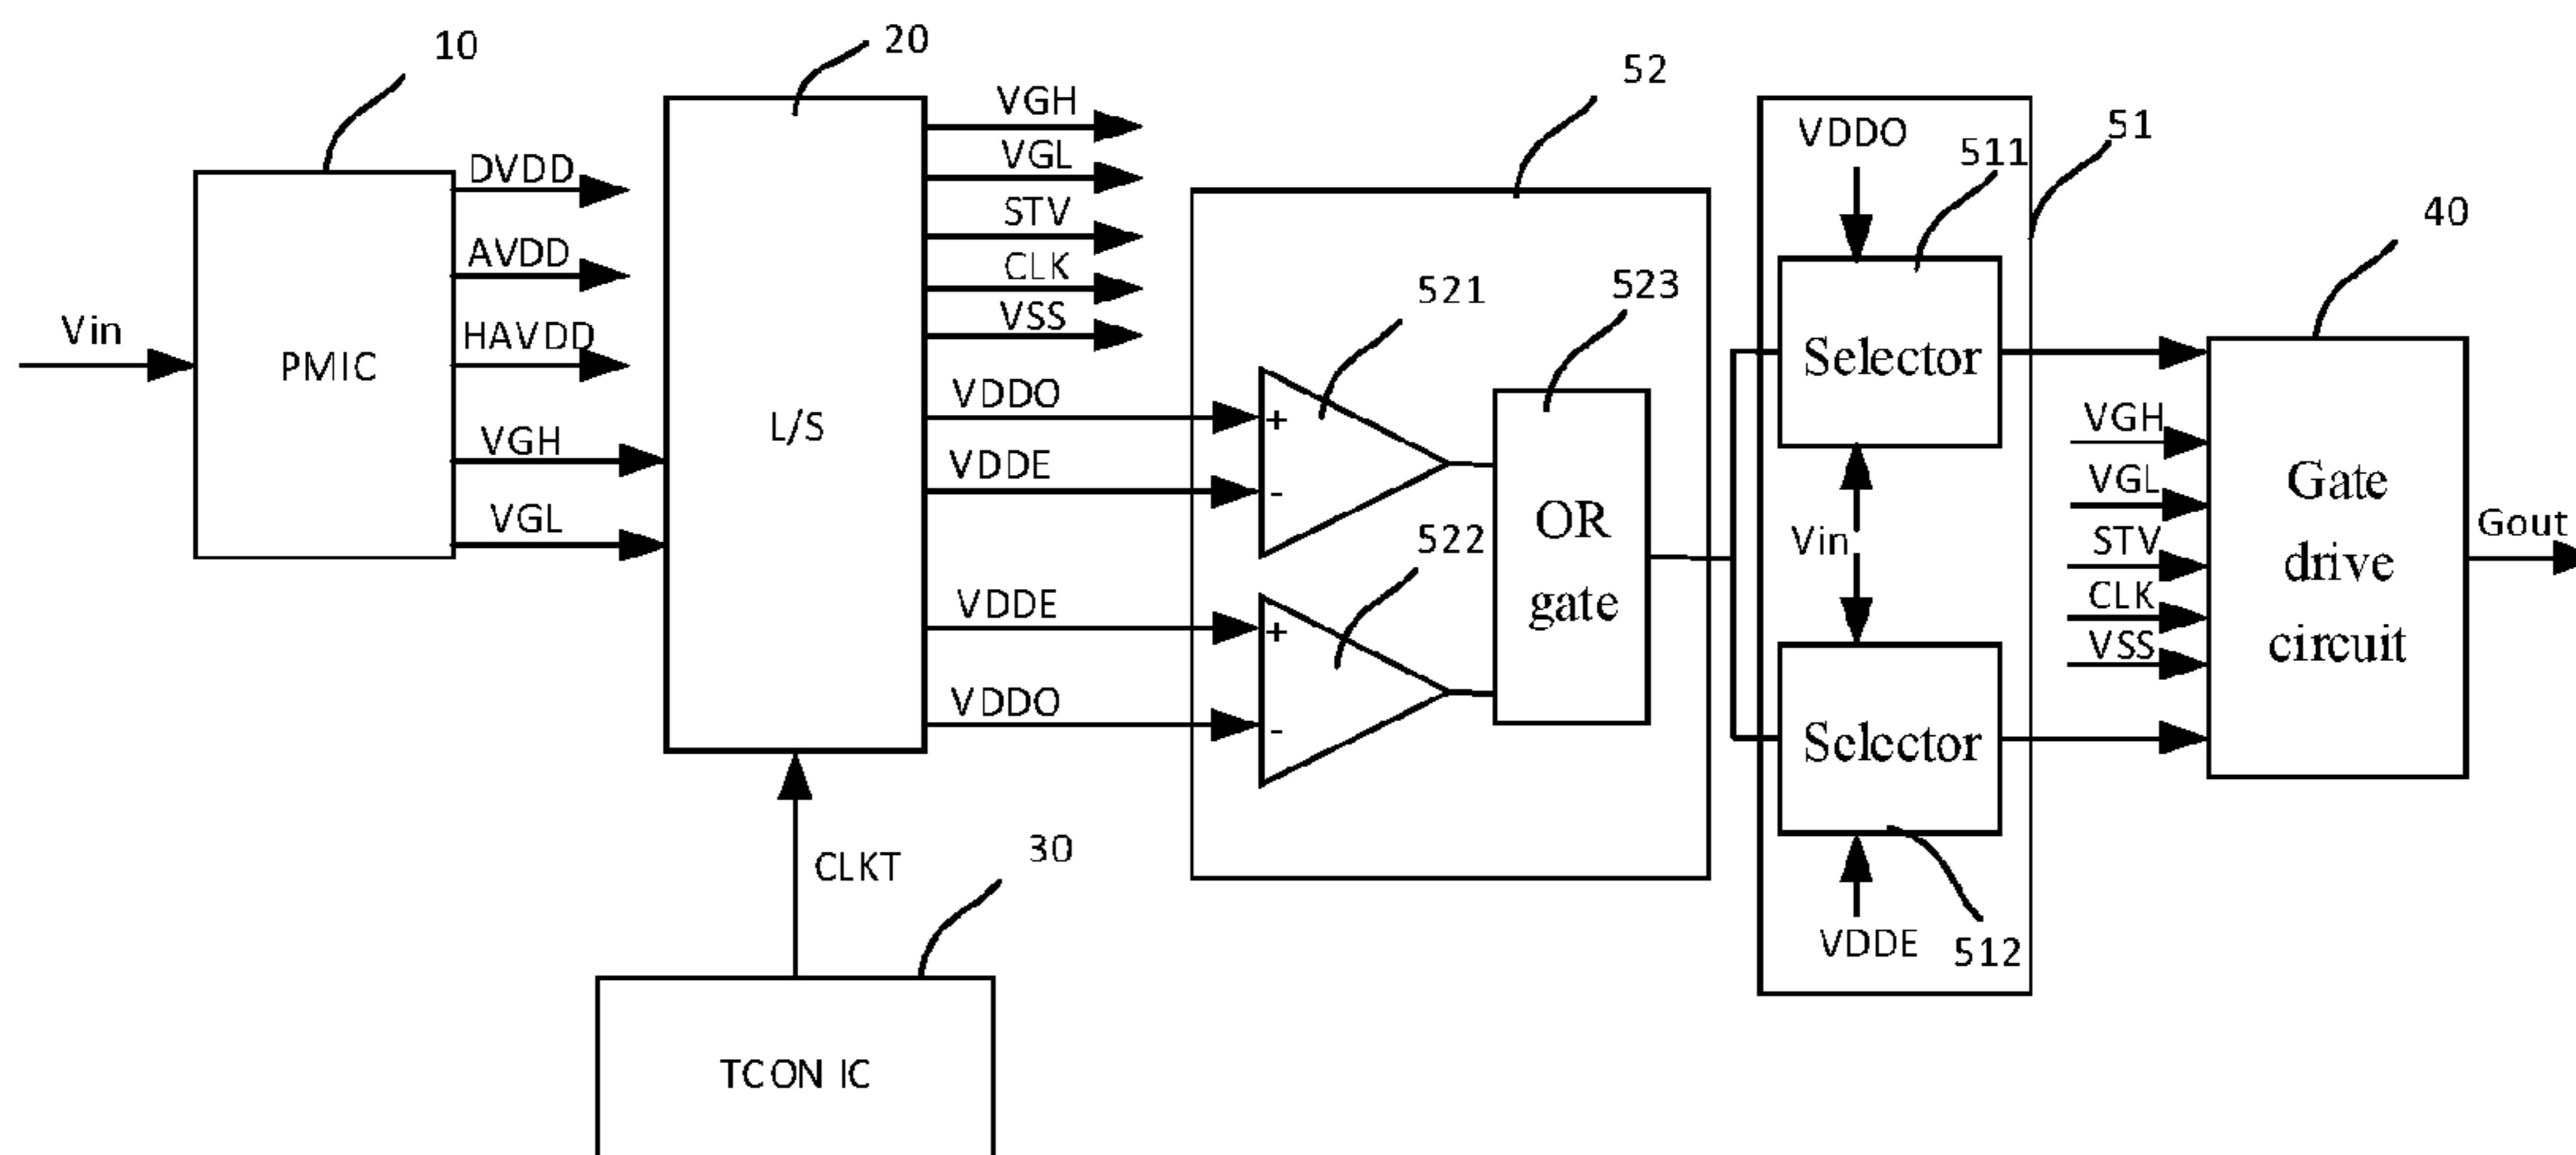 10
20
52
51
511
40
VDDO
DVDD
AVDD
HAVDD
VGH
VGL
Vin
PMIC
L/S
VGH
VGL
STV
CLK
VSS
VDDO
VDDE
VDDE
VDDO
521
+
-
522
+
-
523
OR
gate
Selector
Vin
Selector
VDDE
512
VGH
VGL
STV
CLK
VSS
Gate
drive
circuit
Gout
CLKT
30
TCON IC